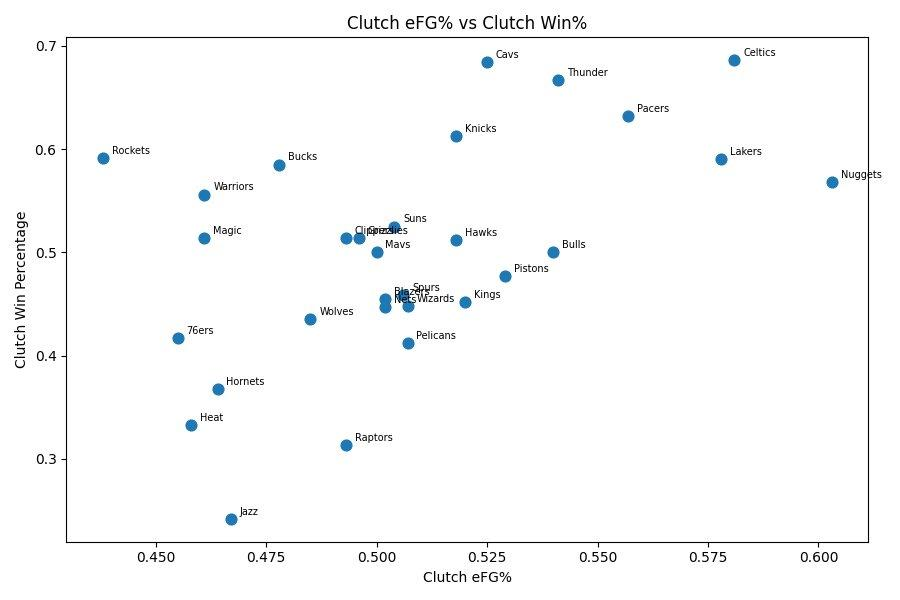 Clutch eFG% vs Clutch Win%
0.7
Cavs
Celtics
Thunder
Pacers
Knicks
0.6
Rockets
Bucks
Lakers
Nuggets
Warriors
Magic
Clippers
Grizzlies
Suns
Hawks
Mavs
Bulls
0.5
Pistons
Spurs
Blazers
Nets
Wizards
Kings
Wolves
76ers
Pelicans
0.4
Hornets
Heat
Raptors
0.3
Jazz
Clutch Win Percentage
0.450
0.475
0.500
0.525
0.550
0.575
0.600
Clutch eFG%